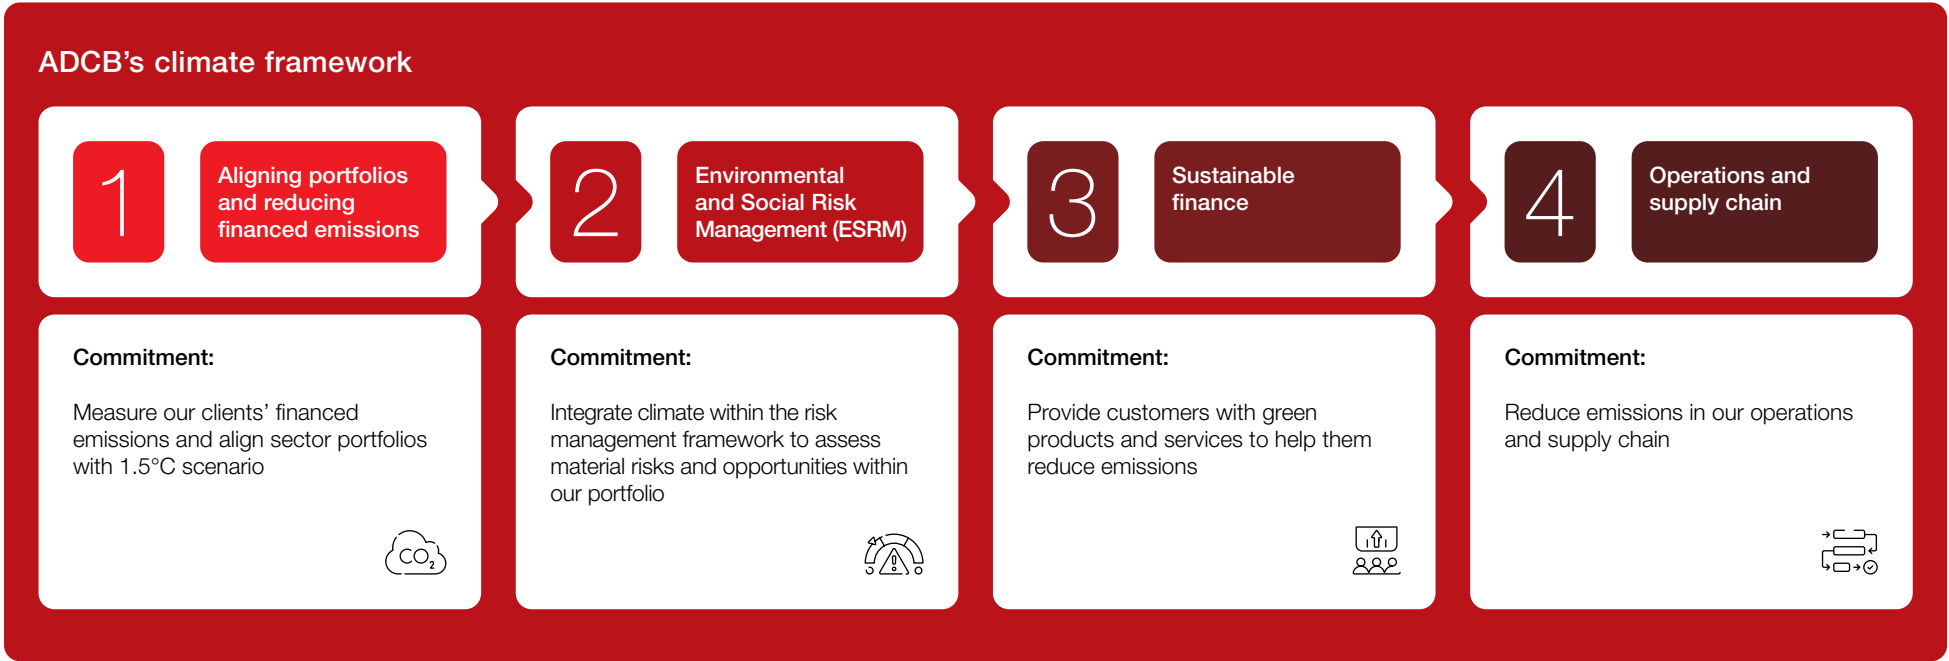 ADCB’s climate framework
1
Aligning portfolios
and reducing
financed emissions
2
Environmental
and Social Risk
Management (ESRM)
3
Sustainable
finance
4
Operations and
supply chain
Commitment:
Measure our clients’ financed
emissions and align sector portfolios
with 1.5°C scenario
CO2
Commitment:
Integrate climate within the risk
management framework to assess
material risks and opportunities within
our portfolio
Commitment:
Provide customers with green
products and services to help them
reduce emissions
Commitment:
Reduce emissions in our operations
and supply chain